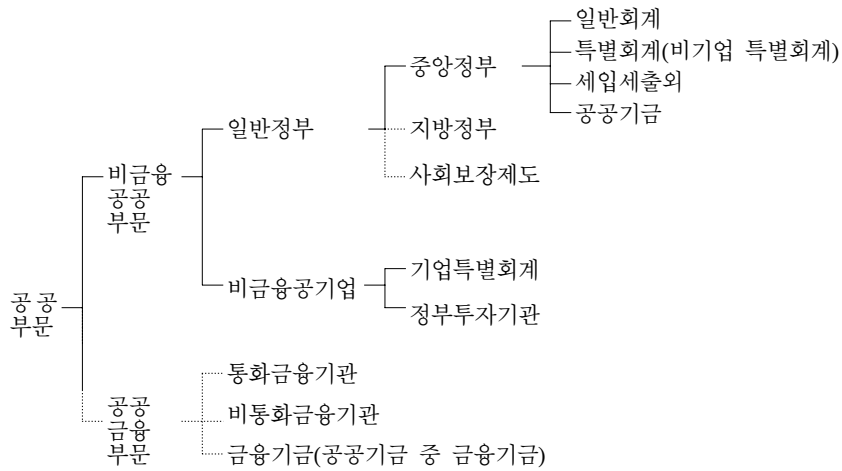 일반회계
특별회계(비기업 특별회계)
중앙정부
세입세출외
공공기금
일반정부
지방정부
비금융
공공
부문
사회보장제도
기업특별회계
비금융공기업
정부투자기관
공공
부문
통화금융기관
공공
금융
부문
비통화금융기관
금융기금(공공기금 중 금융기금)